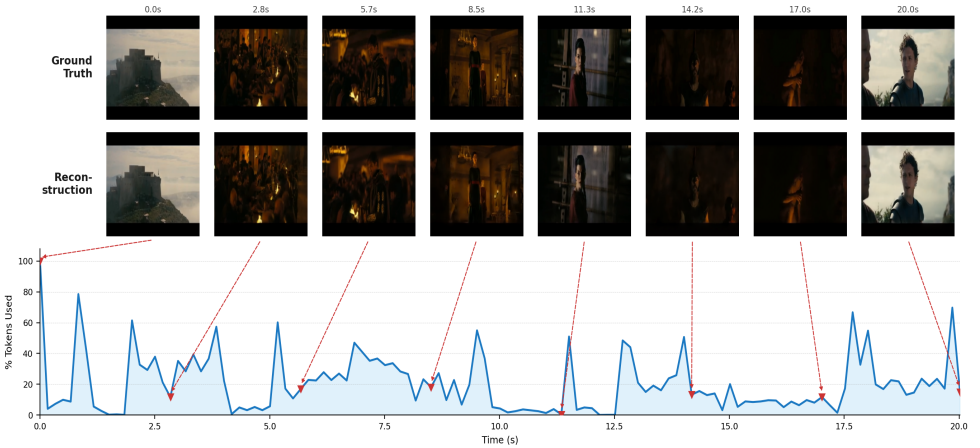 0.0s 2.8s 5.7s 8.5s 11.3s 14.2s 17.0s 20.0s
Ground
Truth
Recon-
struction
100
80
60
40
20
0
% Tokens Used
0.0 2.5 5.0 7.5 10.0 12.5 15.0 17.5 20.0
Time (s)